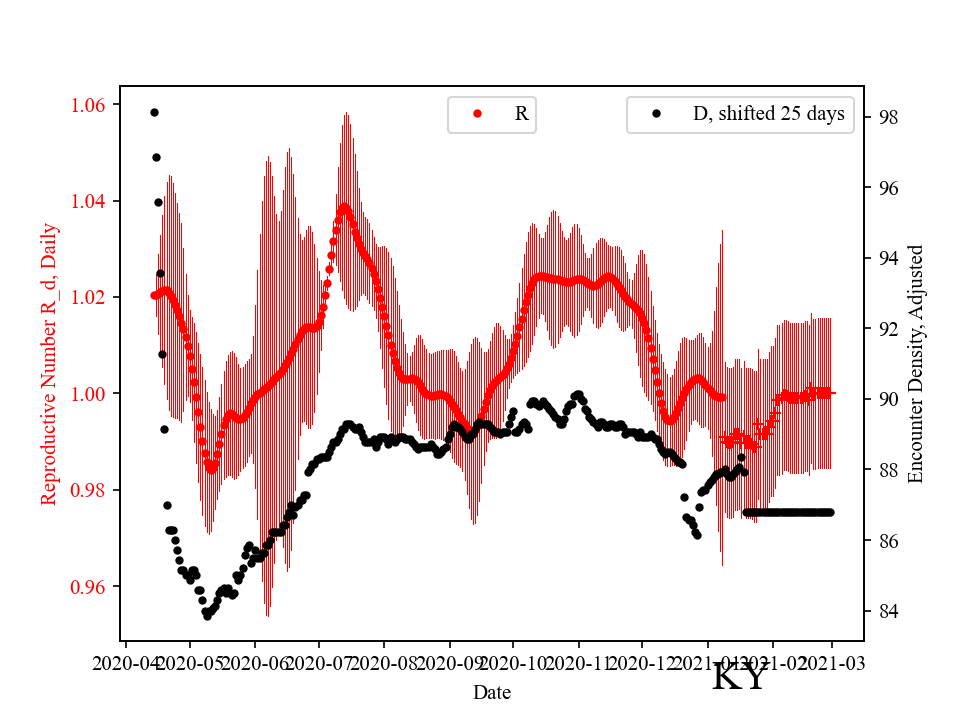 R
D, shifted 25 days
1.06
1.04
1.02
1.00
0.98
0.96
Reproductive Number R_d, Daily
98
96
94
92
90
88
86
84
Encounter Density, Adjusted
2020-04 2020-05 2020-06 2020-07 2020-08 2020-09 2020-10 2020-11 2020-12 2021-01 2021-02 2021-03
Date
KY